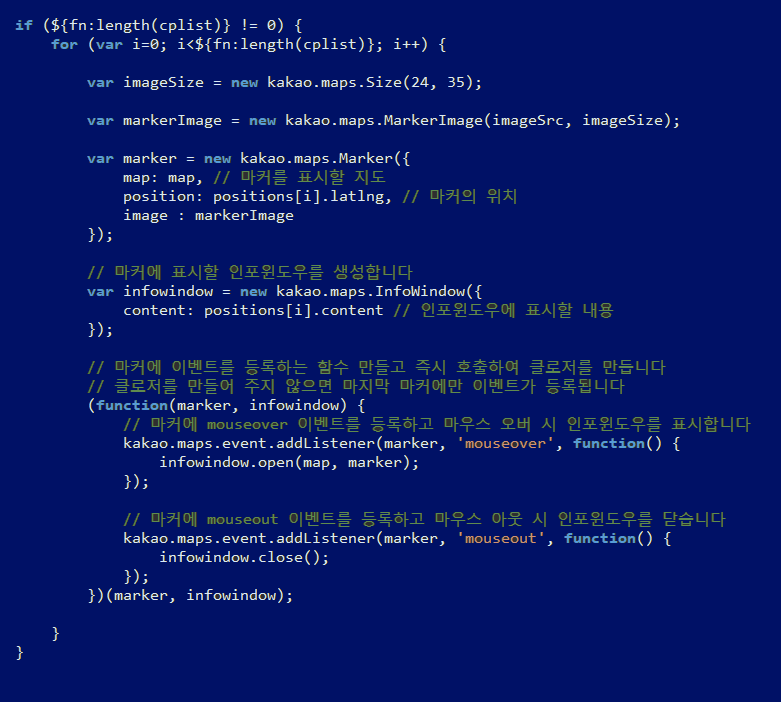 if (${fn:length(cplist)} != 0) {
    for (var i=0; i<${fn:length(cplist)}; i++) {

        var imageSize = new kakao.maps.Size(24, 35);

        var markerImage = new kakao.maps.MarkerImage(imageSrc, imageSize);

        var marker = new kakao.maps.Marker({
            map: map, // 마커를 표시할 지도
            position: positions[i].latlng, // 마커의 위치
            image : markerImage
        });

        // 마커에 표시할 인포윈도우를 생성합니다
        var infowindow = new kakao.maps.InfoWindow({
            content: positions[i].content // 인포윈도우에 표시할 내용
        });

        // 마커에 이벤트를 등록하는 함수 만들고 즉시 호출하여 클로저를 만듭니다
        // 클로저를 만들어 주지 않으면 마지막 마커에만 이벤트가 등록됩니다
        (function(marker, infowindow) {
            // 마커에 mouseover 이벤트를 등록하고 마우스 오버 시 인포윈도우를 표시합니다
            kakao.maps.event.addListener(marker, 'mouseover', function() {
                infowindow.open(map, marker);
            });

            // 마커에 mouseout 이벤트를 등록하고 마우스 아웃 시 인포윈도우를 닫습니다
            kakao.maps.event.addListener(marker, 'mouseout', function() {
                infowindow.close();
            });
        })(marker, infowindow);

    }
}